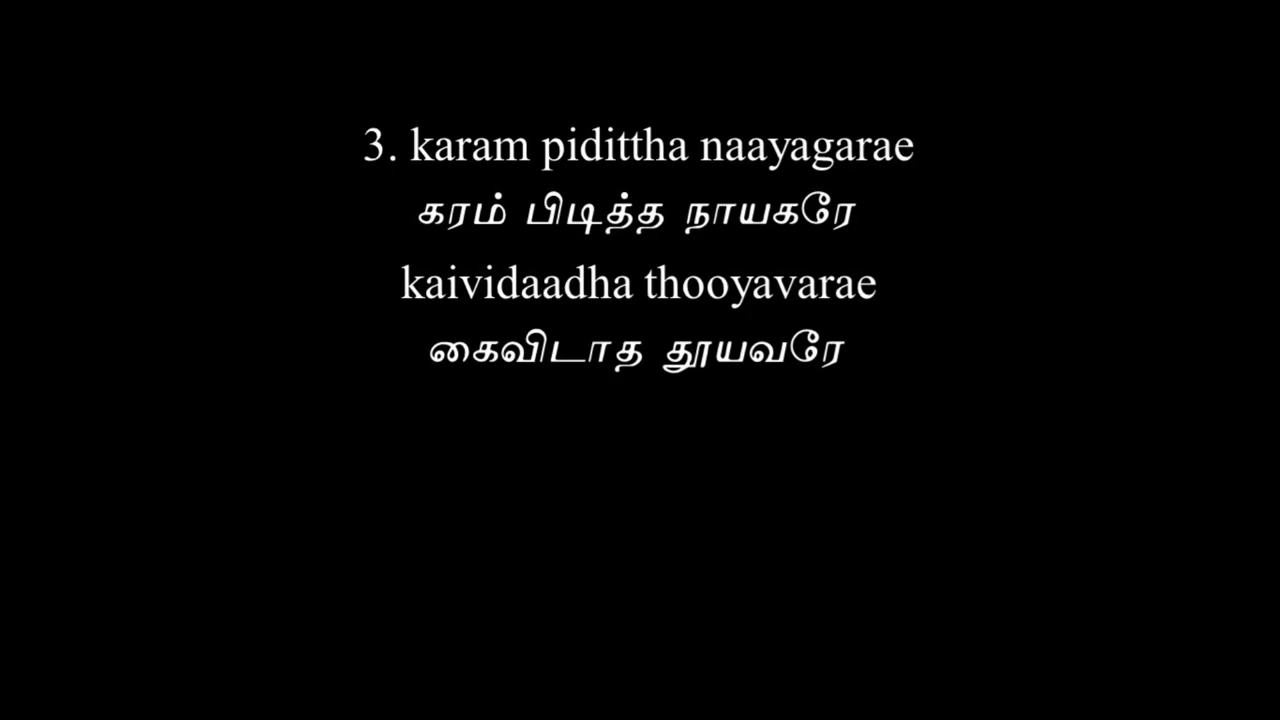 3. karam pidittha naayagarae
கரம் பிடித்த நாயகரே
kaividaadha thooyavarae
கைவிடாத தூயவரே